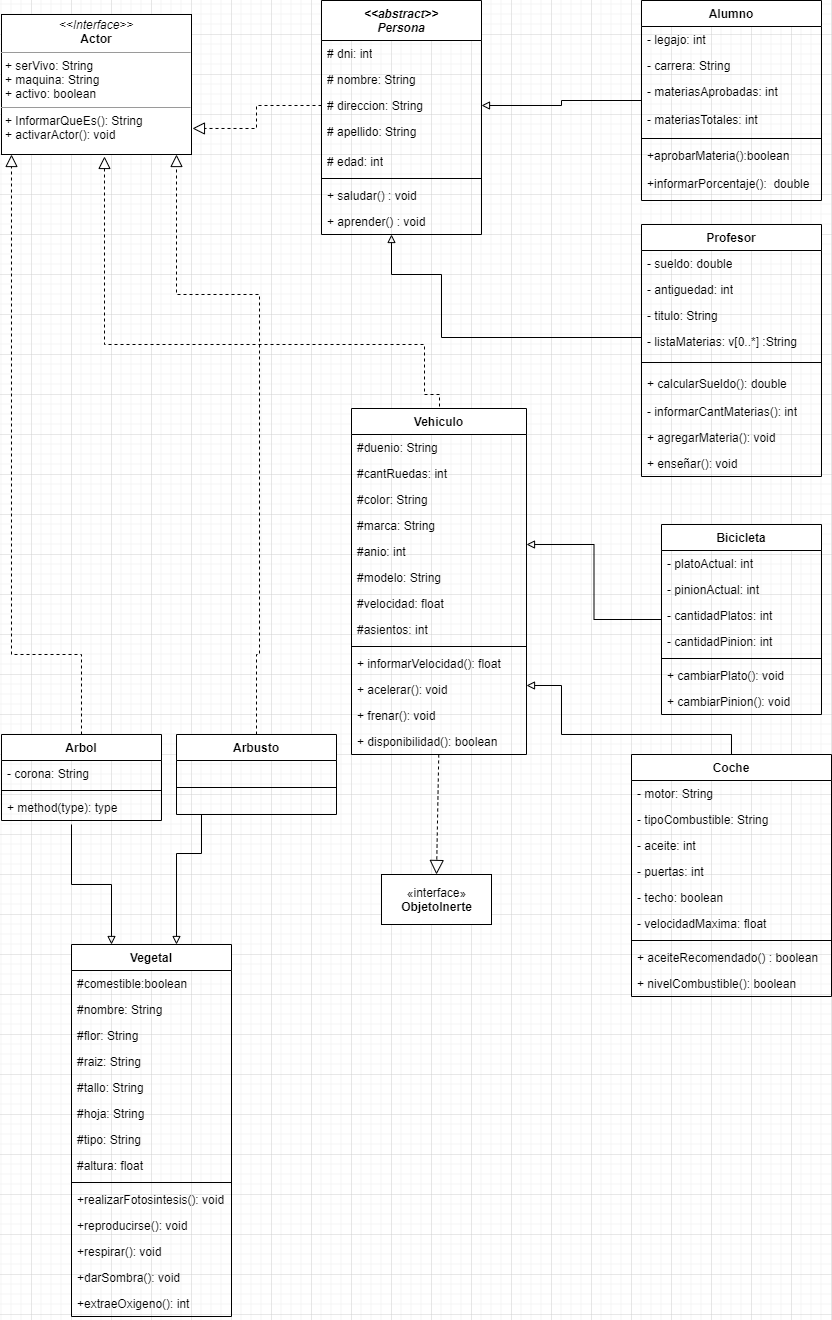 <<Interface>>
Actor
+ serVivo: String
+ maquina: String
+ activo: boolean
+ InformarQueEs(): String
+ activarActor(): void
<<abstract>>
Persona
# dni: int
# nombre: String
# direccion: String
# apellido: String
# edad: int
+ saludar() : void
+ aprender() : void
Alumno
- legajo: int
- carrera: String
- materiasAprobadas: int
- materiasTotales: int
+aprobarMateria():boolean
+informarPorcentaje(): double
Profesor
- sueldo: double
- antiguedad: int
- titulo: String
- listaMaterias: v[0..*] :String
+ calcularSueldo(): double
- informarCantMaterias(): int
+ agregarMateria(): void
+ enseñar(): void
Vehiculo
#duenio: String
#cantRuedas: int
#color: String
#marca: String
#anio: int
#modelo: String
#velocidad: float
#asientos: int
+ informarVelocidad(): float
+ acelerar(): void
+ frenar(): void
+ disponibilidad(): boolean
Bicicleta
- platoActual: int
- pinionActual: int
- cantidadPlatos: int
- cantidadPinion: int
+ cambiarPlato(): void
+ cambiarPinion(): void
Arbol
- corona: String
+ method(type): type
Arbusto
Coche
- motor: String
- tipoCombustible: String
- aceite: int
- puertas: int
- techo: boolean
- velocidadMaxima: float
+ aceiteRecomendado() : boolean
+ nivelCombustible(): boolean
«interface»
ObjetoInerte
Vegetal
#comestible:boolean
#nombre: String
#flor: String
#raiz: String
#tallo: String
#hoja: String
#tipo: String
#altura: float
+realizarFotosintesis(): void
+reproducirse(): void
+respirar(): void
+darSombra(): void
+extraeOxigeno(): int